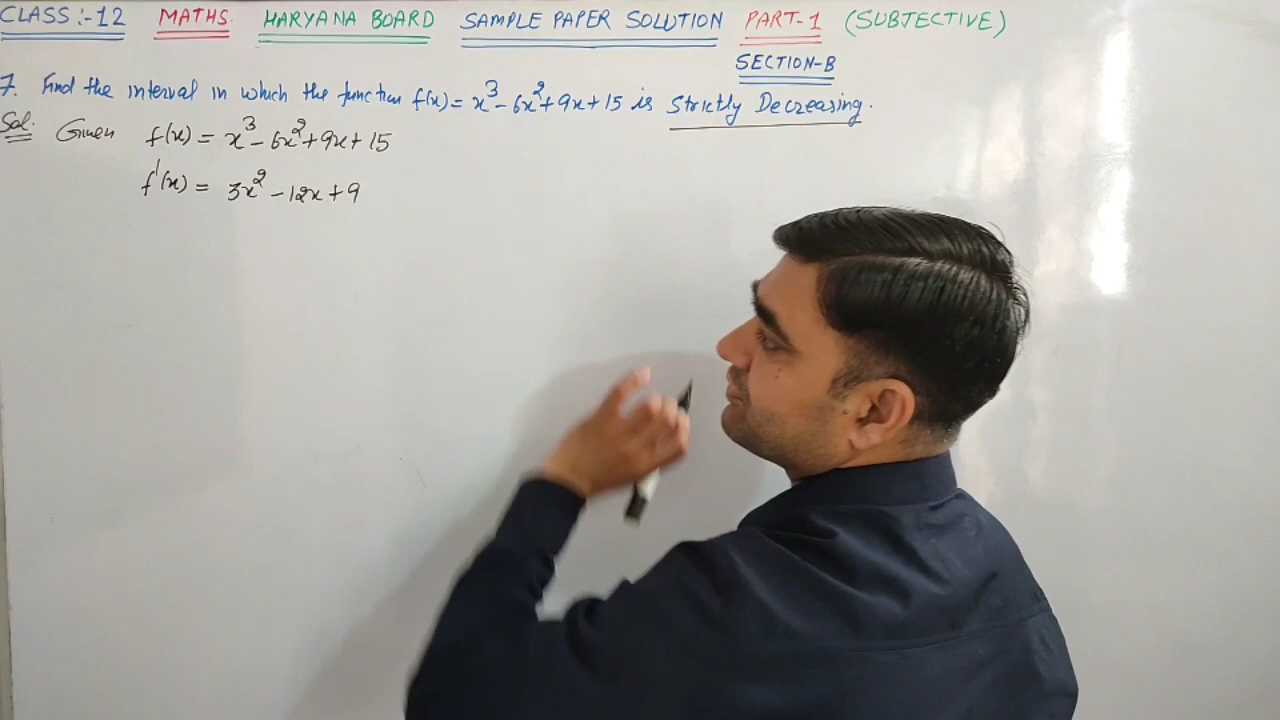 CLASS :- 12 MATHS. HARYANA BOARD SAMPLE PAPER SOLUTION PART-1 (SUBJECTIVE)
SECTION-B
7. Find the interval in which the function f(x) = x³ - 6x² + 9x + 15 is Strictly Decreasing.
Sol. Given f(x) = x³ - 6x² + 9x + 15
f'(x) = 3x² - 12x + 9